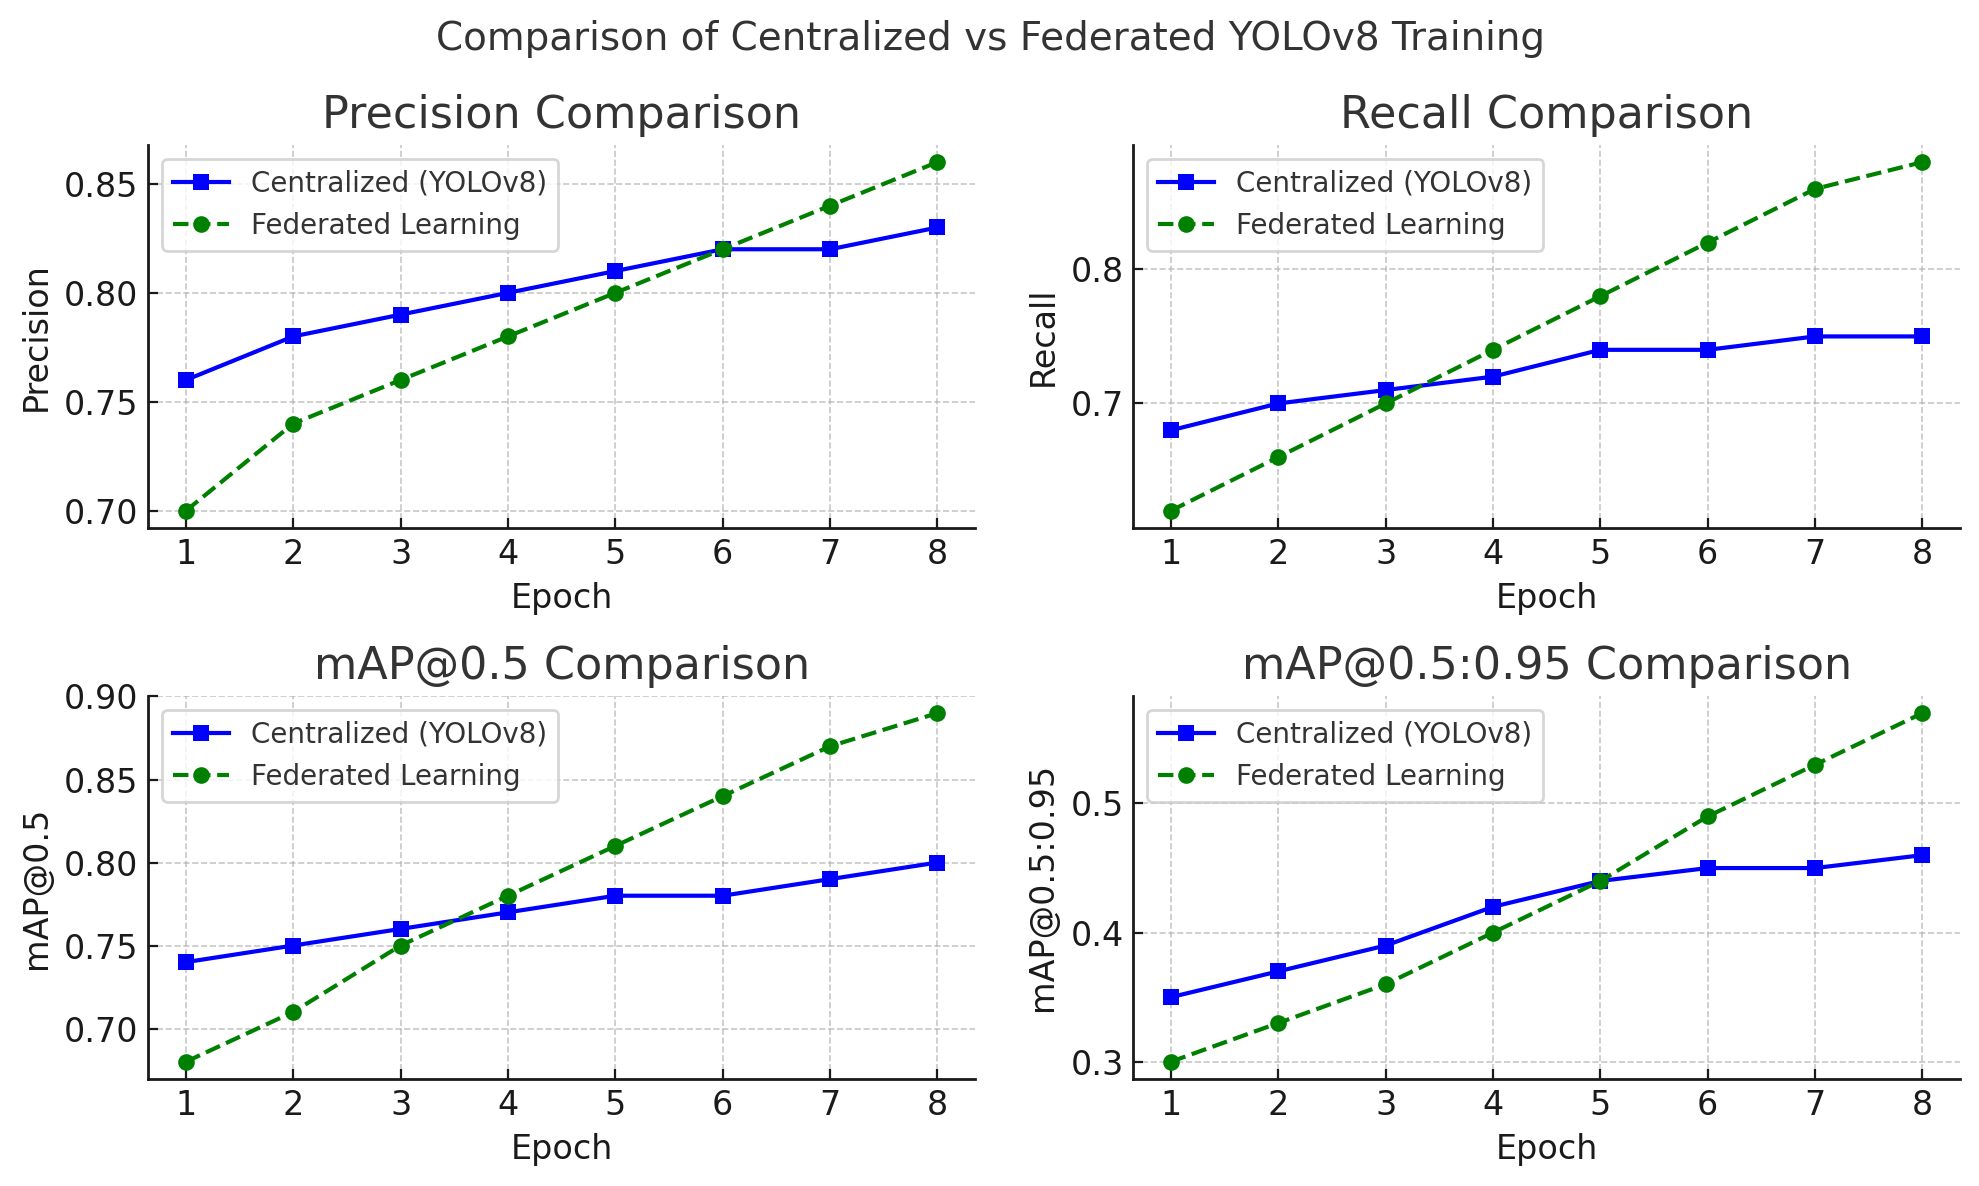 Comparison of Centralized vs Federated YOLOv8 Training
Precision Comparison
Centralized (YOLOv8)
Federated Learning
Precision
0.85
0.80
0.75
0.70
1 2 3 4 5 6 7 8
Epoch
Recall Comparison
Centralized (YOLOv8)
Federated Learning
Recall
0.8
0.7
1 2 3 4 5 6 7 8
Epoch
mAP@0.5 Comparison
Centralized (YOLOv8)
Federated Learning
mAP@0.5
0.90
0.85
0.80
0.75
0.70
1 2 3 4 5 6 7 8
Epoch
mAP@0.5:0.95 Comparison
Centralized (YOLOv8)
Federated Learning
mAP@0.5:0.95
0.5
0.4
0.3
1 2 3 4 5 6 7 8
Epoch